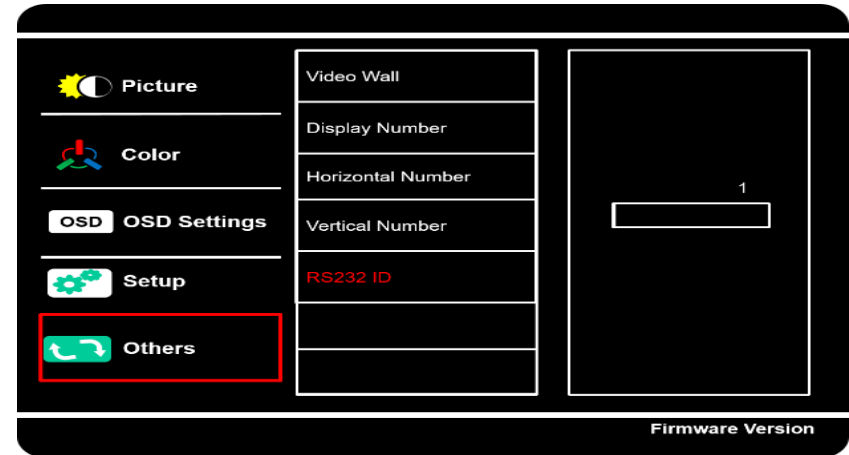 Picture
Color
OSD OSD Settings
Setup
Others
Video Wall
Display Number
Horizontal Number
Vertical Number
RS232 ID
1
Firmware Version